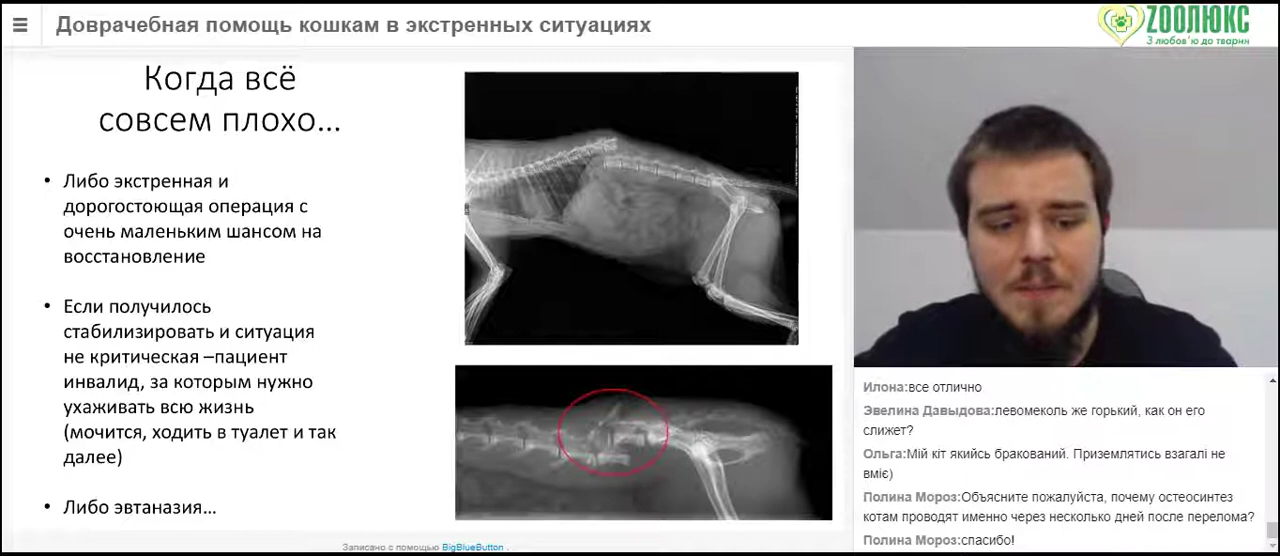 Доврачебная помощь кошкам в экстренных ситуациях
ZOOЛЮКС
З любов'ю до тварин
Когда всё
совсем плохо...
• Либо экстренная и
дорогостоящая операция с
очень маленьким шансом на
восстановление
• Если получилось
стабилизировать и ситуация
не критическая –пациент
инвалид, за которым нужно
ухаживать всю жизнь
(мочится, ходить в туалет и так
далее)
• Либо эвтаназия...
Записано с помощью BigBlueButton .
Илона:все отлично
Эвелина Давыдова:левомеколь же горький, как он его
слижет?
Ольга:Мій кіт якийсь бракований. Приземлятись взагалі не
вміє)
Полина Мороз:Объясните пожалуйста, почему остеосинтез
котам проводят именно через несколько дней после перелома?
Полина Мороз:спасибо!